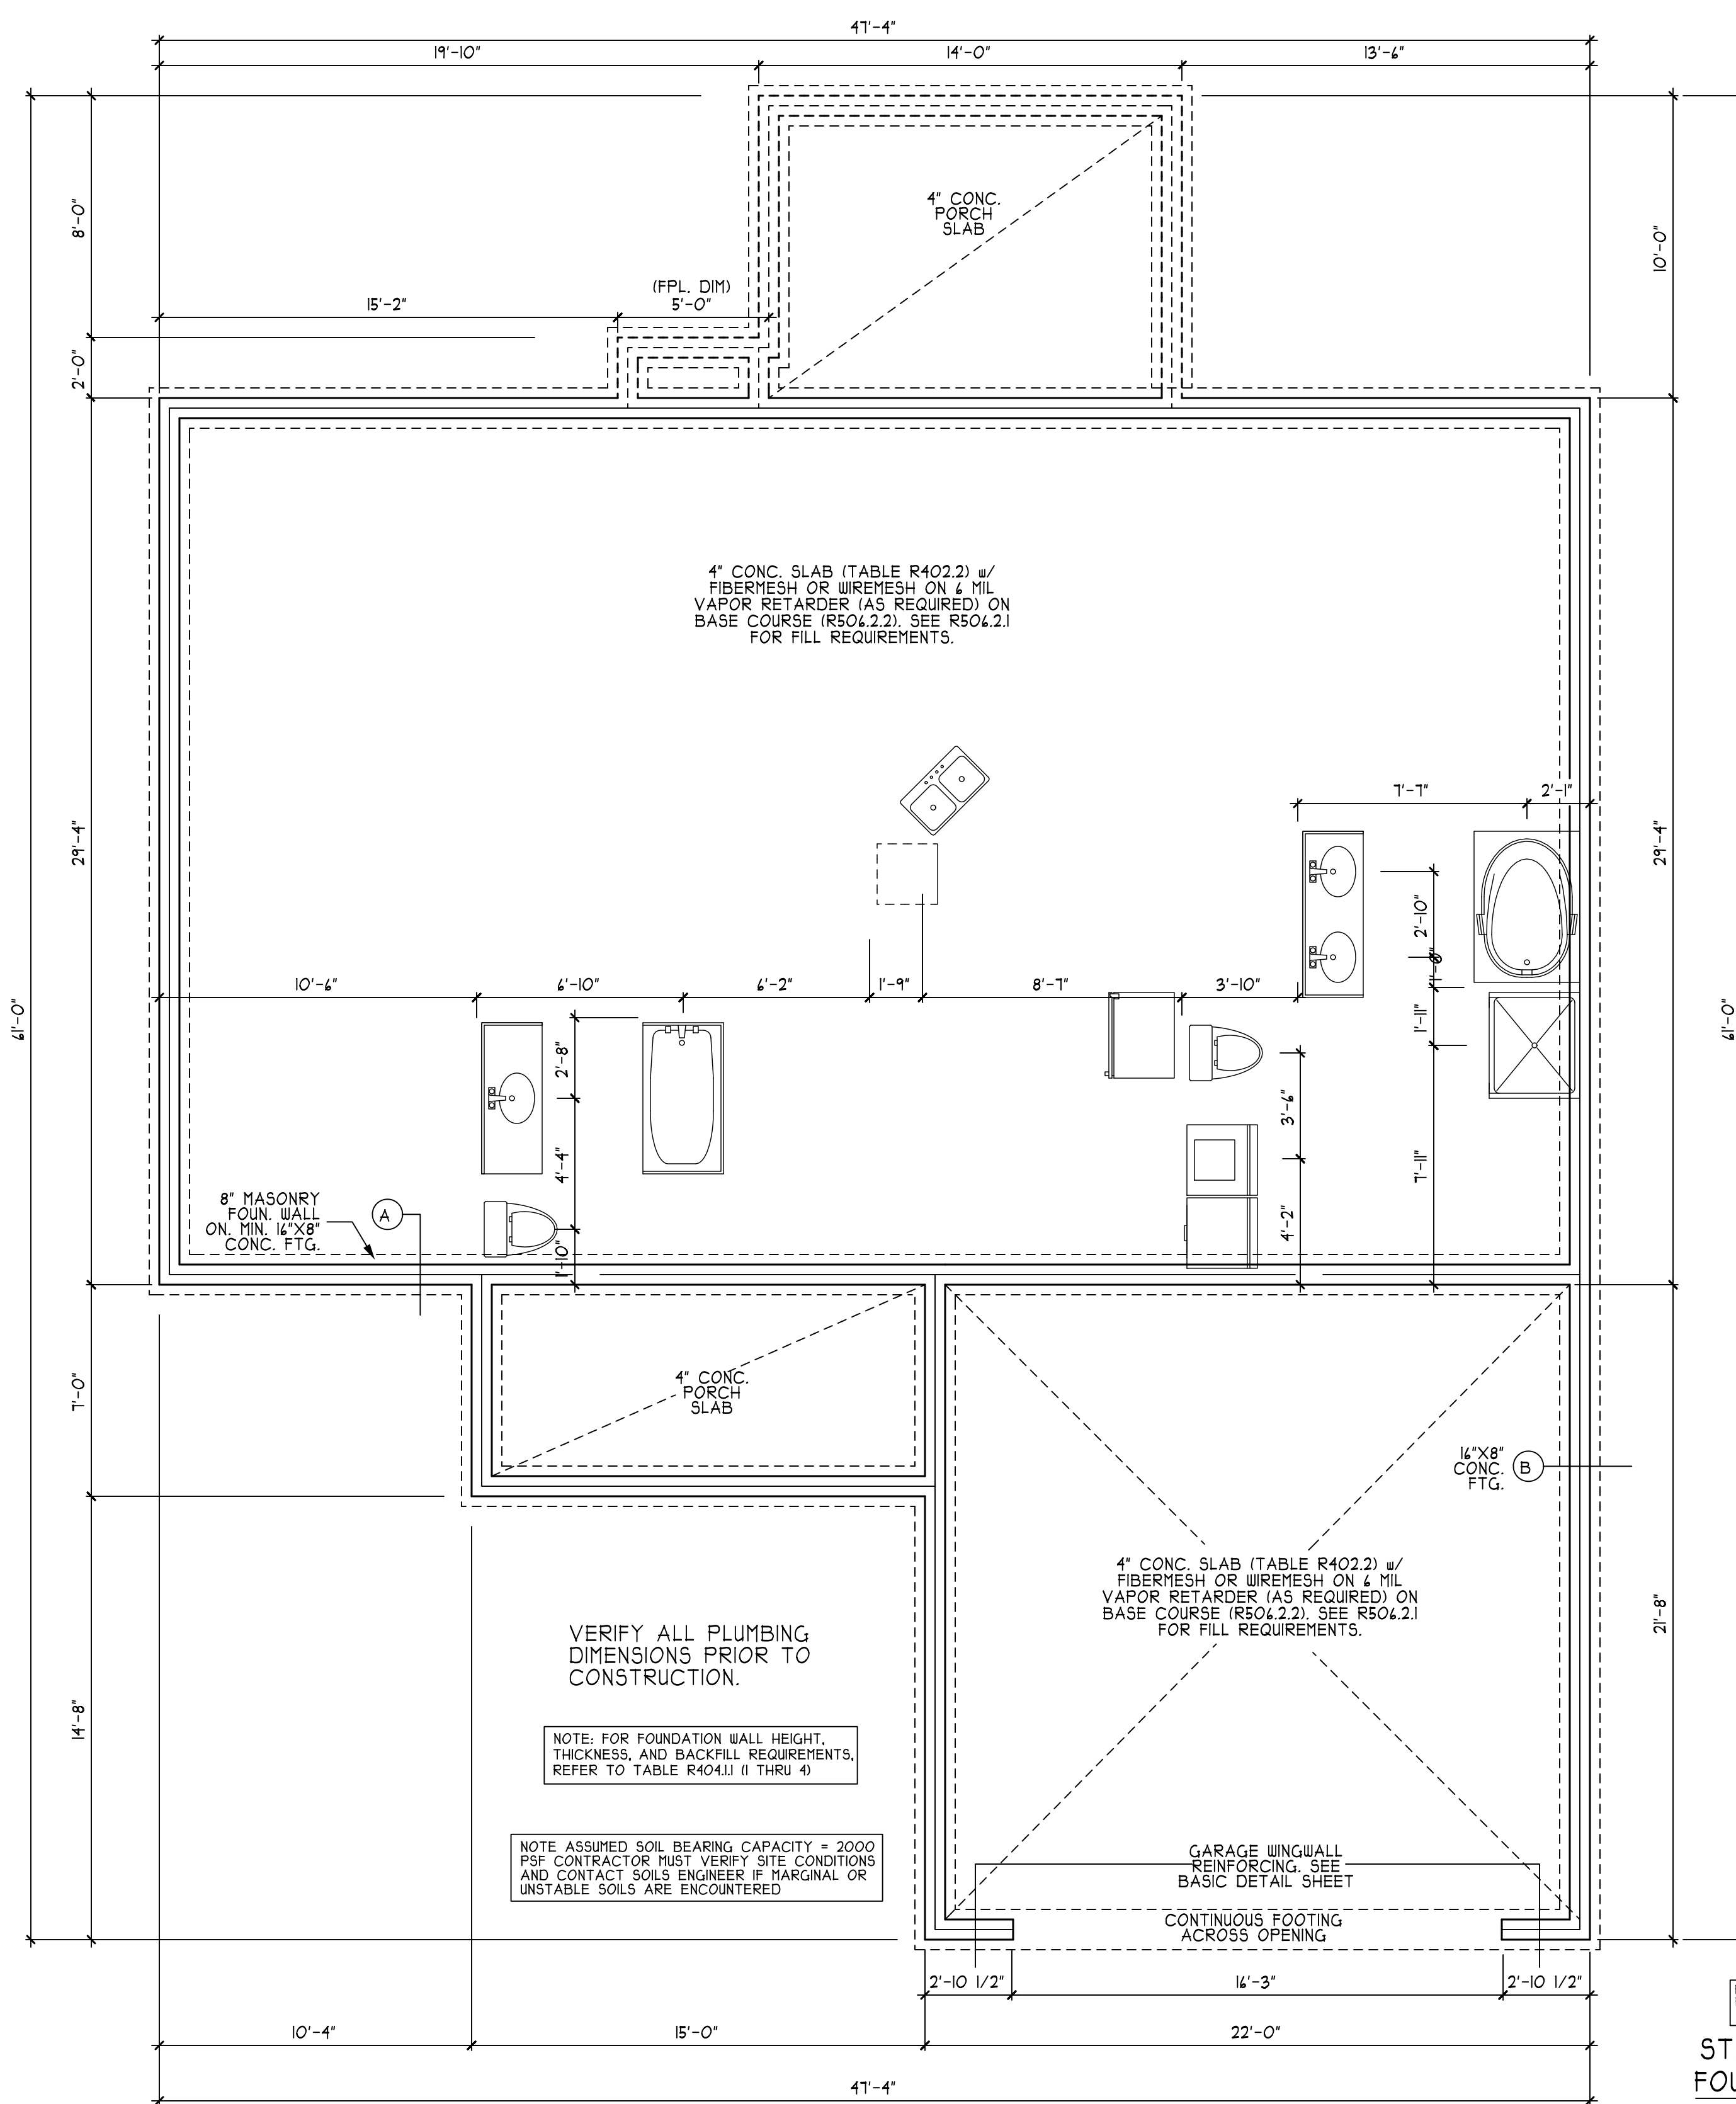 47'-4"
19'-10"
14'-0"
13'-6"
8'-0"
4" CONC.
PORCH
SLAB
10'-0"
(FPL. DIM)
15'-2"
5'-0"
2'-0"
4" CONC. SLAB (TABLE R402.2) w/
FIBERMESH OR WIREMESH ON 6 MIL
VAPOR RETARDER (AS REQUIRED) ON
BASE COURSE (R506.2.2). SEE R506.2.1
FOR FILL REQUIREMENTS.
7'-7"
2'-1"
29'-4"
29'-4"
2'-10"
61'-0"
61'-0"
10'-6"
6'-10"
6'-2"
1'-9"
8'-7"
3'-10"
1'-11"
2'-8"
3'-6"
4'-4"
7'-11"
8" MASONRY
FOUN. WALL
ON. MIN. 16"X8"
CONC. FTG.
A
4'-2"
1'-10"
7'-0"
4" CONC.
PORCH
SLAB
16"X8"
CONC.
FTG.
B
4" CONC. SLAB (TABLE R402.2) w/
FIBERMESH OR WIREMESH ON 6 MIL
VAPOR RETARDER (AS REQUIRED) ON
BASE COURSE (R506.2.2). SEE R506.2.1
FOR FILL REQUIREMENTS.
21'-8"
VERIFY ALL PLUMBING
DIMENSIONS PRIOR TO
CONSTRUCTION.
14'-8"
NOTE: FOR FOUNDATION WALL HEIGHT,
THICKNESS, AND BACKFILL REQUIREMENTS,
REFER TO TABLE R404.1.1 (1 THRU 4)
NOTE ASSUMED SOIL BEARING CAPACITY = 2000
PSF CONTRACTOR MUST VERIFY SITE CONDITIONS
AND CONTACT SOILS ENGINEER IF MARGINAL OR
UNSTABLE SOILS ARE ENCOUNTERED
GARAGE WINGWALL
REINFORCING. SEE
BASIC DETAIL SHEET
CONTINUOUS FOOTING
ACROSS OPENING
2'-10 1/2"
16'-3"
2'-10 1/2"
10'-4"
15'-0"
22'-0"
ST
FOU
47'-4"